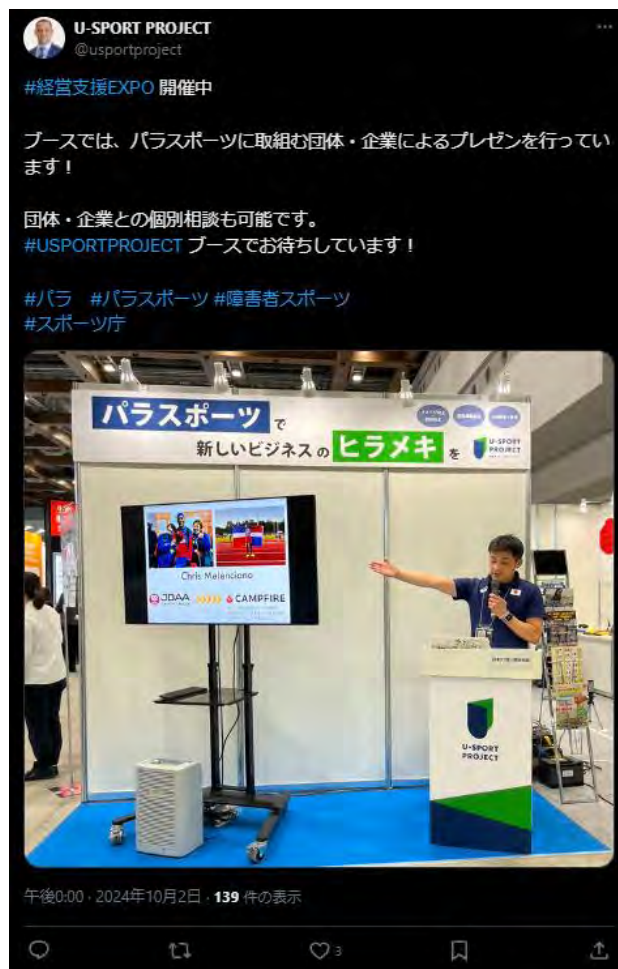 U-SPORT PROJECT
@usportproject
#経営支援EXPO 開催中
ブースでは、パラスポーツに取組む団体・企業によるプレゼンを行ってい
ます！
団体・企業との個別相談も可能です。
#USPORTPROJECT ブースでお待ちしています！
#パラ　#パラスポーツ #障害者スポーツ
#スポーツ庁
パラスポーツで
新しいビジネスのヒラメキを
U-SPORT
PROJECT
Chris Melenciano
JDAA
CAMPFIRE
U-SPORT
PROJECT
午後0:00 · 2024年10月2日 · 139 件の表示
3